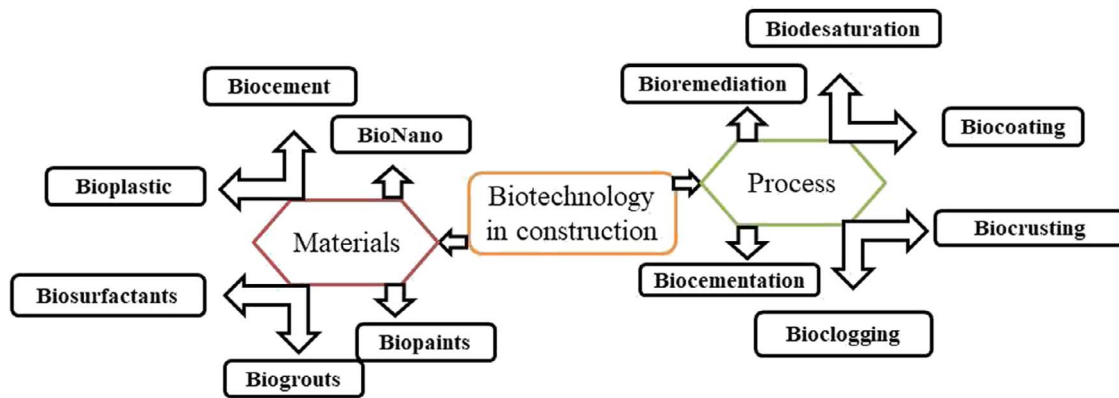 Biodesaturation
Biocement
Bioremediation
BioNano
Biocoating
Bioplastic
Biotechnology
in construction
Process
Materials
Biocrusting
Biosurfactants
Biocementation
Biopaints
Bioclogging
Biogrouts